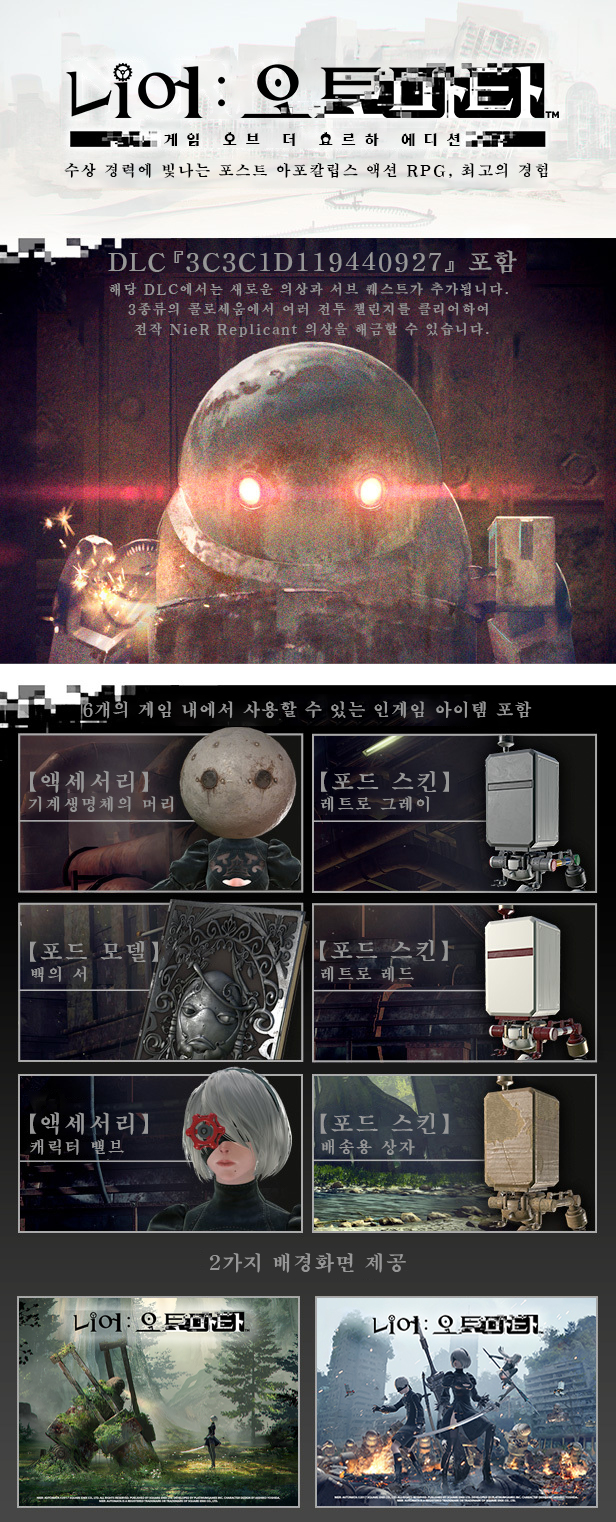 니어: 오토마타™
게임 오브 더 요르하 에디션
수상 경력에 빛나는 포스트 아포칼립스 액션 RPG, 최고의 경험
DLC『3C3C1D119440927』 포함
해당 DLC에서는 새로운 의상과 서브 퀘스트가 추가됩니다.
3종류의 콜로세움에서 여러 전투 챌린지를 클리어하여
전작 NieR Replicant 의상을 해금할 수 있습니다.
6개의 게임 내에서 사용할 수 있는 인게임 아이템 포함
【액세서리】
기계생명체의 머리
【포드 스킨】
레트로 그레이
【포드 모델】
백의 서
【포드 스킨】
레트로 레드
【액세서리】
캐릭터 밸브
【포드 스킨】
배송용 상자
2가지 배경화면 제공
니어: 오토마타
니어: 오토마타